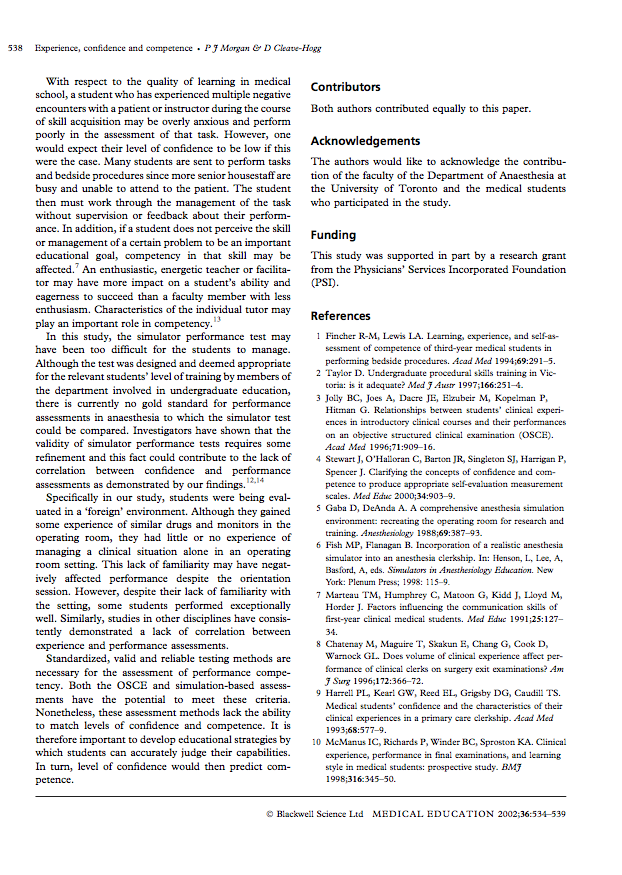 538 Experience, confidence and competence • P J Morgan & D Cleave-Hogg
With respect to the quality of learning in medical
school, a student who has experienced multiple negative
encounters with a patient or instructor during the course
of skill acquisition may be overly anxious and perform
poorly in the assessment of that task. However, one
would expect their level of confidence to be low if this
were the case. Many students are sent to perform tasks
and bedside procedures since more senior housestaff are
busy and unable to attend to the patient. The student
then must work through the management of the task
without supervision or feedback about their perform-
ance. In addition, if a student does not perceive the skill
or management of a certain problem to be an important
educational goal, competency in that skill may be
affected.7 An enthusiastic, energetic teacher or facilita-
tor may have more impact on a student's ability and
eagerness to succeed than a faculty member with less
enthusiasm. Characteristics of the individual tutor may
play an important role in competency.13
In this study, the simulator performance test may
have been too difficult for the students to manage.
Although the test was designed and deemed appropriate
for the relevant students' level of training by members of
the department involved in undergraduate education,
there is currently no gold standard for performance
assessments in anaesthesia to which the simulator test
could be compared. Investigators have shown that the
validity of simulator performance tests requires some
refinement and this fact could contribute to the lack of
correlation between confidence and performance
assessments as demonstrated by our findings.12,14
Specifically in our study, students were being eval-
uated in a 'foreign' environment. Although they gained
some experience of similar drugs and monitors in the
operating room, they had little or no experience of
managing a clinical situation alone in an operating
room setting. This lack of familiarity may have negat-
ively affected performance despite the orientation
session. However, despite their lack of familiarity with
the setting, some students performed exceptionally
well. Similarly, studies in other disciplines have consis-
tently demonstrated a lack of correlation between
experience and performance assessments.
Standardized, valid and reliable testing methods are
necessary for the assessment of performance compe-
tency. Both the OSCE and simulation-based assess-
ments have the potential to meet these criteria.
Nonetheless, these assessment methods lack the ability
to match levels of confidence and competence. It is
therefore important to develop educational strategies by
which students can accurately judge their capabilities.
In turn, level of confidence would then predict com-
petence.
Contributors
Both authors contributed equally to this paper.
Acknowledgements
The authors would like to acknowledge the contribu-
tion of the faculty of the Department of Anaesthesia at
the University of Toronto and the medical students
who participated in the study.
Funding
This study was supported in part by a research grant
from the Physicians' Services Incorporated Foundation
(PSI).
References
1 Fincher R-M, Lewis LA. Learning, experience, and self-as-
sessment of competence of third-year medical students in
performing bedside procedures. Acad Med 1994;69:291–5.
2 Taylor D. Undergraduate procedural skills training in Vic-
toria: is it adequate? Med J Austr 1997;166:251–4.
3 Jolly BC, Joes A, Dacre JE, Elzubeir M, Kopelman P,
Hitman G. Relationships between students' clinical experi-
ences in introductory clinical courses and their performances
on an objective structured clinical examination (OSCE).
Acad Med 1996;71:909–16.
4 Stewart J, O'Halloran C, Barton JR, Singleton SJ, Harrigan P,
Spencer J. Clarifying the concepts of confidence and com-
petence to produce appropriate self-evaluation measurement
scales. Med Educ 2000;34:903–9.
5 Gaba D, DeAnda A. A comprehensive anesthesia simulation
environment: recreating the operating room for research and
training. Anesthesiology 1988;69:387–93.
6 Fish MP, Flanagan B. Incorporation of a realistic anesthesia
simulator into an anesthesia clerkship. In: Henson, L, Lee, A,
Basford, A, eds. Simulators in Anesthesiology Education. New
York: Plenum Press; 1998: 115–9.
7 Marteau TM, Humphrey C, Matoon G, Kidd J, Lloyd M,
Horder J. Factors influencing the communication skills of
first-year clinical medical students. Med Educ 1991;25:127–
34.
8 Chatenay M, Maguire T, Skakun E, Chang G, Cook D,
Warnock GL. Does volume of clinical experience affect per-
formance of clinical clerks on surgery exit examinations? Am
J Surg 1996;172:366–72.
9 Harrell PL, Kearl GW, Reed EL, Grigsby DG, Caudill TS.
Medical students' confidence and the characteristics of their
clinical experiences in a primary care clerkship. Acad Med
1993;68:577–9.
10 McManus IC, Richards P, Winder BC, Sproston KA. Clinical
experience, performance in final examinations, and learning
style in medical students: prospective study. BMJ
1998;316:345–50.
© Blackwell Science Ltd MEDICAL EDUCATION 2002;36:534–539